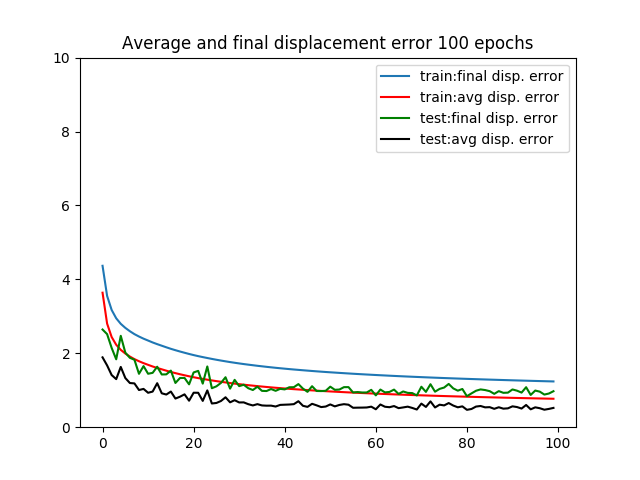 Average and final displacement error 100 epochs
10
8
6
4
2
0
train:final disp. error
train:avg disp. error
test:final disp. error
test:avg disp. error
0 20 40 60 80 100